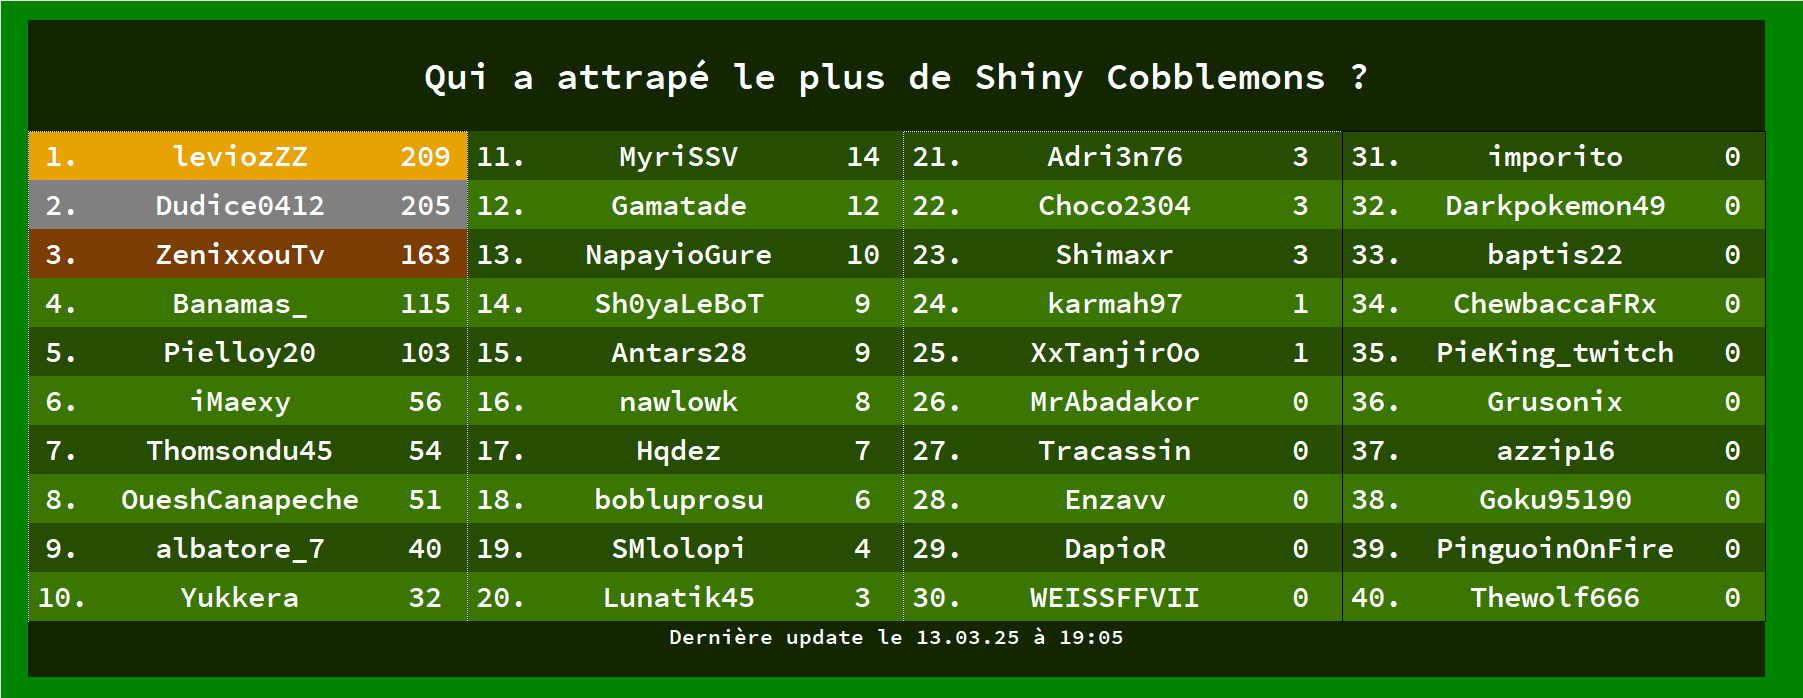 Qui a attrapé le plus de Shiny Cobblemons ?
1. leviozZZ 209 11. MyriSSV 14 21. Adri3n76 3 31. imporito 0
2. Dudice0412 205 12. Gamatade 12 22. Choco2304 3 32. Darkpokemon49 0
3. ZenixxouTv 163 13. NapayioGure 10 23. Shimaxr 3 33. baptis22 0
4. Banamas_ 115 14. Sh0yaLeBoT 9 24. karmah97 1 34. ChewbaccaFRx 0
5. Pielloy20 103 15. Antars28 9 25. XxTanjirOo 1 35. PieKing_twitch 0
6. iMaexy 56 16. nawlowk 8 26. MrAbadakor 0 36. Grusonix 0
7. Thomsondu45 54 17. Hqdez 7 27. Tracassin 0 37. azzip16 0
8. OueshCanapeche 51 18. bobluprosu 6 28. Enzavv 0 38. Goku95190 0
9. albatore_7 40 19. SMlolopi 4 29. DapioR 0 39. PinguoinOnFire 0
10. Yukkera 32 20. Lunatik45 3 30. WEISSFFVII 0 40. Thewolf666 0
Dernière update le 13.03.25 à 19:05